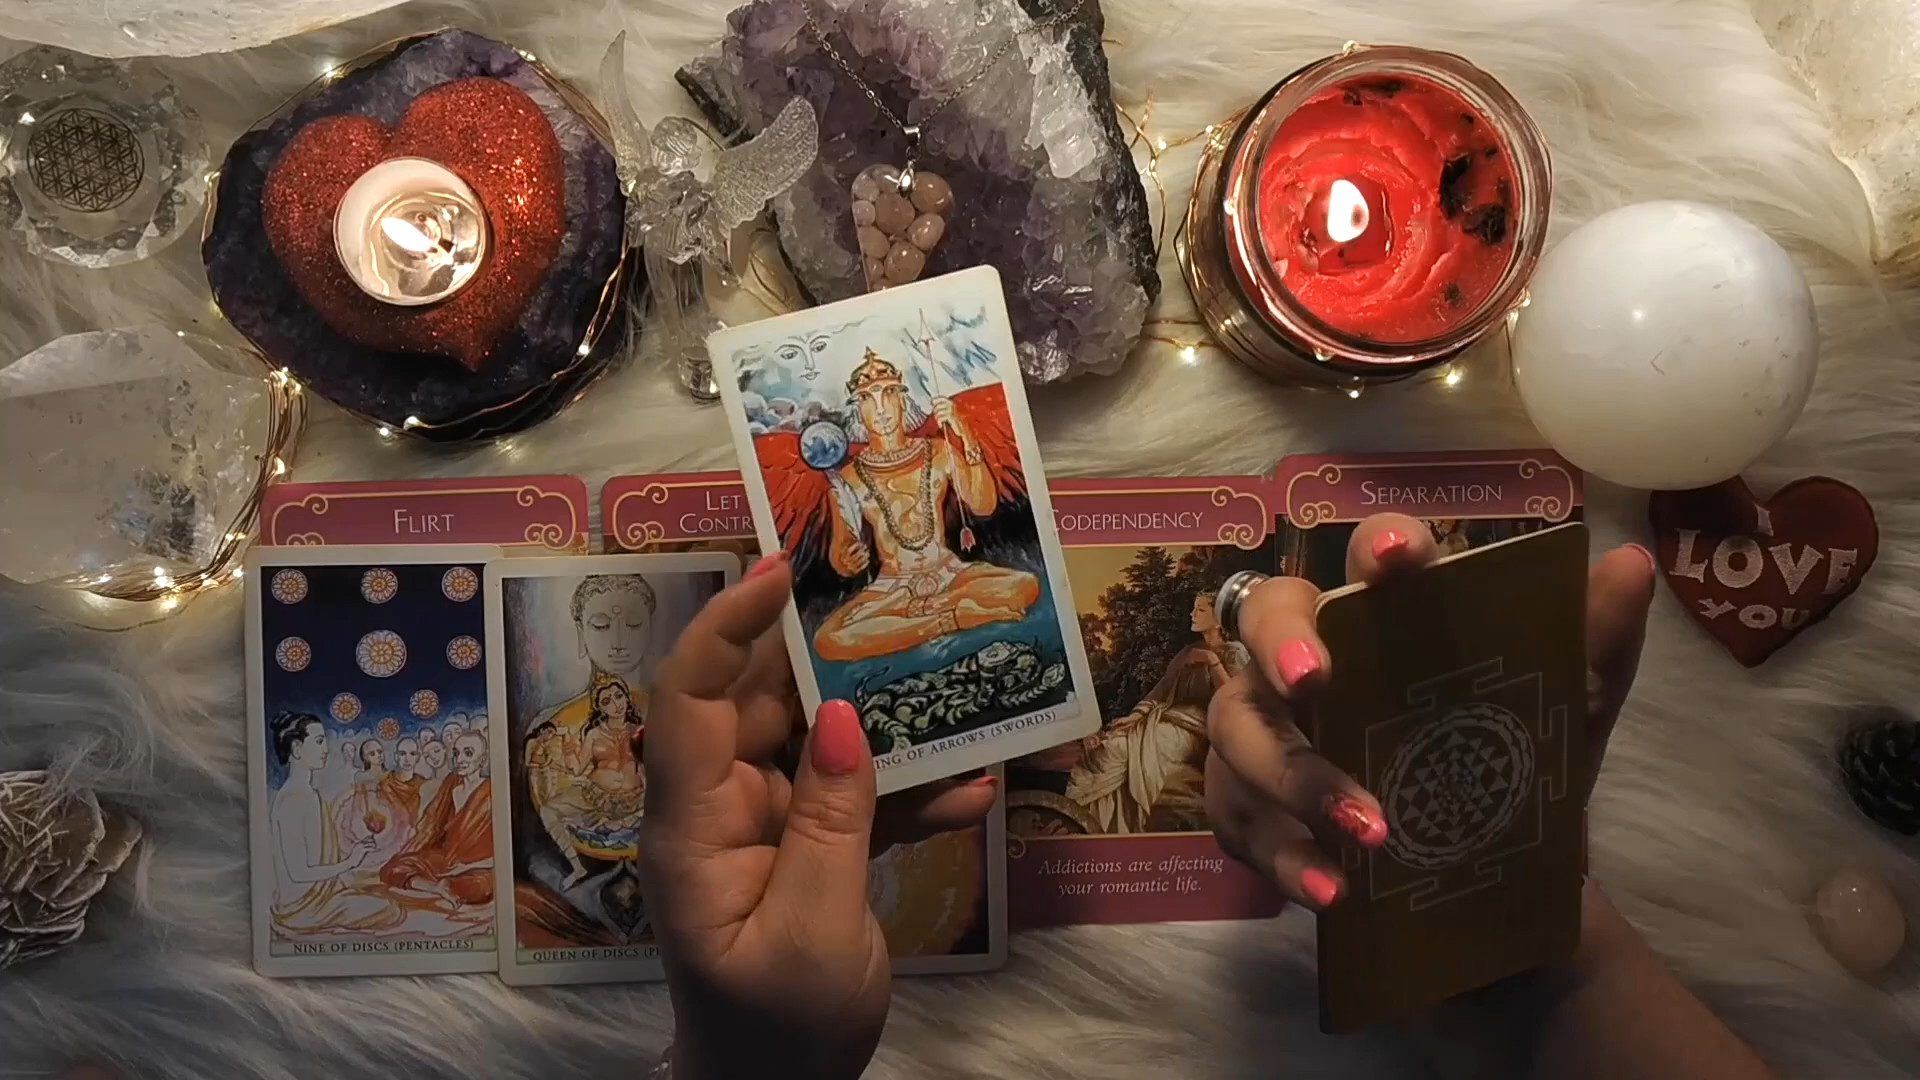 FLIRT
LET
CONTR
CODEPENDENCY
SEPARATION
I
LOVE
YOU
ING OF ARROWS (SWORDS)
Addictions are affecting
your romantic life.
NINE OF DISCS (PENTACLES)
QUEEN OF DISCS (P